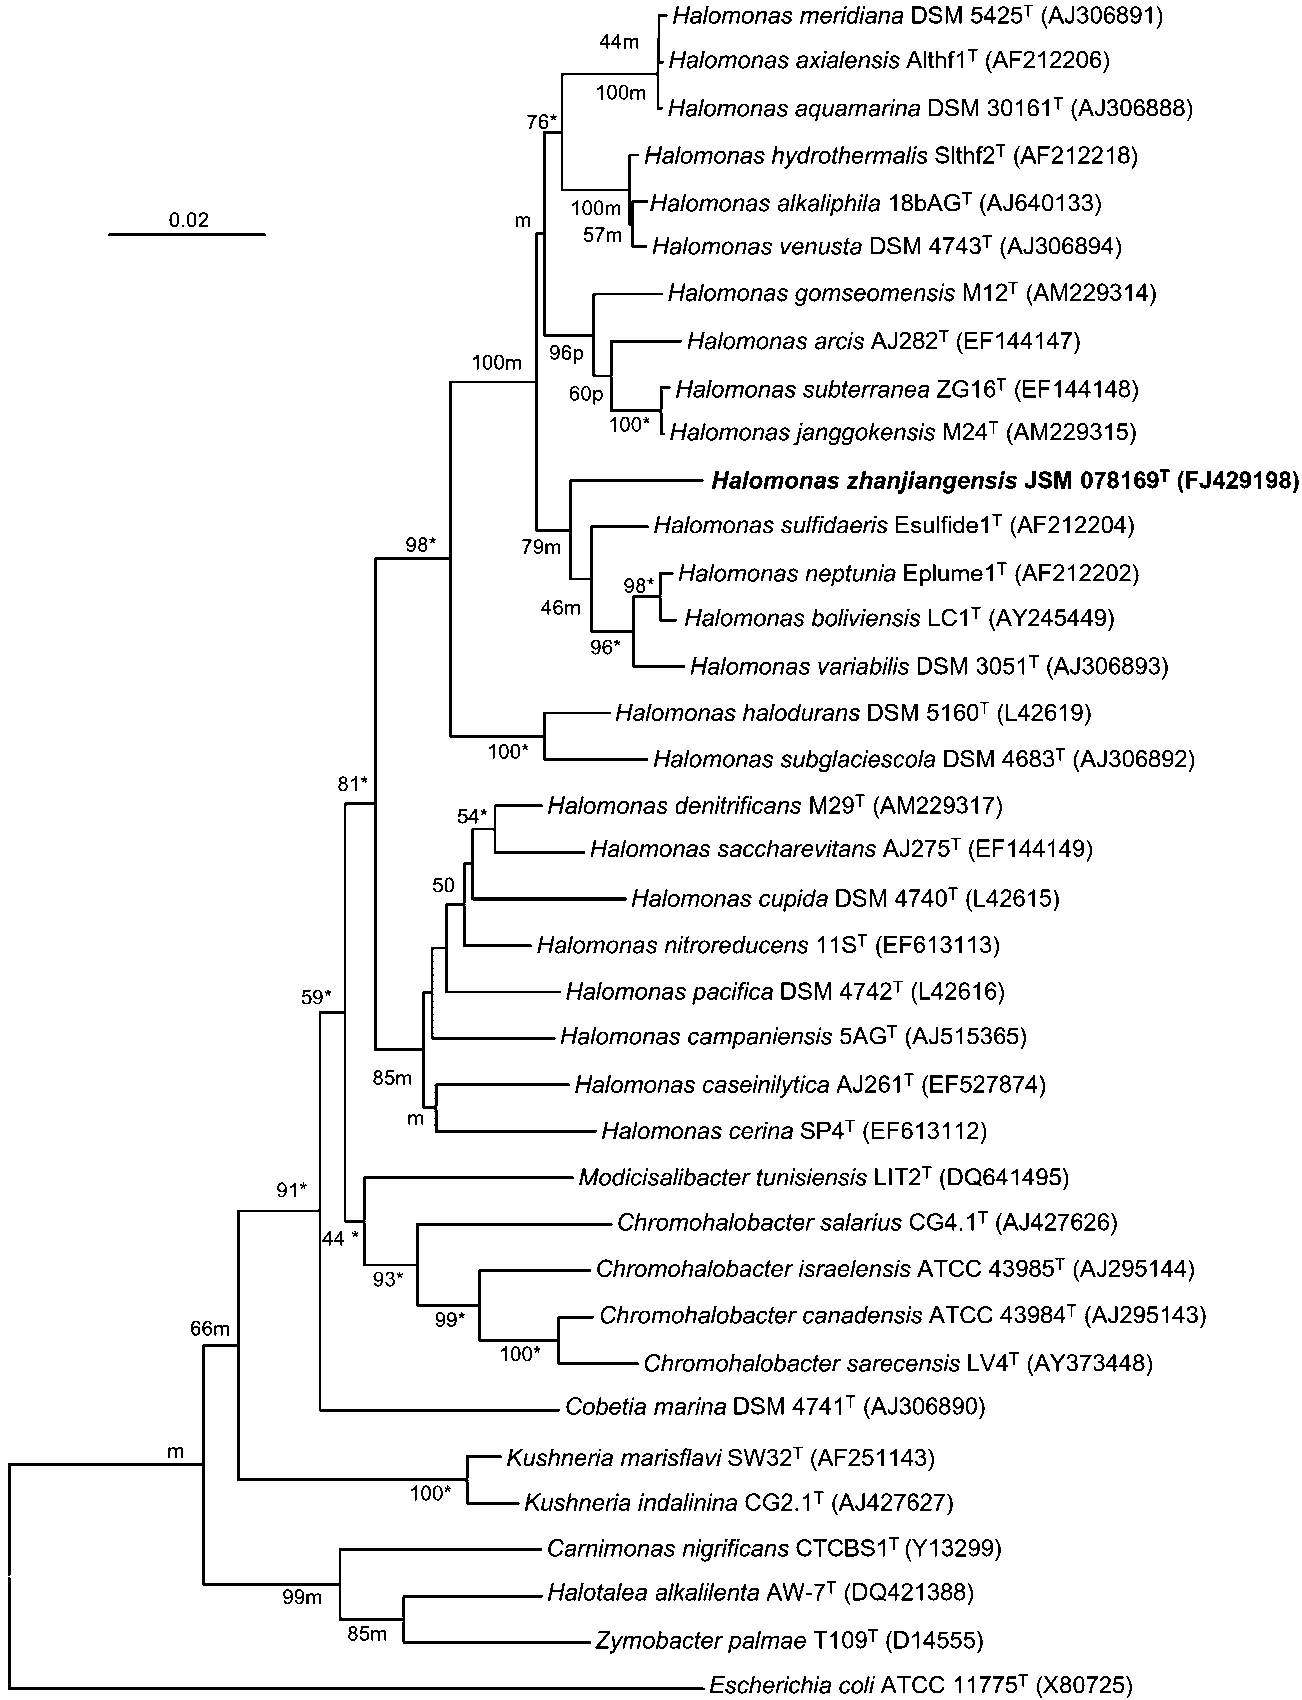 Halomonas meridiana DSM 5425ᵀ (AJ306891)
44m
Halomonas axialensis Althf1ᵀ (AF212206)
100m
Halomonas aquamarina DSM 30161ᵀ (AJ306888)
76*
Halomonas hydrothermalis Slthf2ᵀ (AF212218)
100m
Halomonas alkaliphila 18bAGᵀ (AJ640133)
m
0.02
57m
Halomonas venusta DSM 4743ᵀ (AJ306894)
Halomonas gomseomensis M12ᵀ (AM229314)
Halomonas arcis AJ282ᵀ (EF144147)
96p
100m
60p
Halomonas subterranea ZG16ᵀ (EF144148)
100*
Halomonas janggokensis M24ᵀ (AM229315)
Halomonas zhanjiangensis JSM 078169ᵀ (FJ429198)
Halomonas sulfidaeris Esulfide1ᵀ (AF212204)
98*
79m
Halomonas neptunia Eplume1ᵀ (AF212202)
98*
46m
Halomonas boliviensis LC1ᵀ (AY245449)
96*
Halomonas variabilis DSM 3051ᵀ (AJ306893)
Halomonas halodurans DSM 5160ᵀ (L42619)
100*
Halomonas subglaciescola DSM 4683ᵀ (AJ306892)
81*
Halomonas denitrificans M29ᵀ (AM229317)
54*
Halomonas saccharevitans AJ275ᵀ (EF144149)
50
Halomonas cupida DSM 4740ᵀ (L42615)
Halomonas nitroreducens 11Sᵀ (EF613113)
59*
Halomonas pacifica DSM 4742ᵀ (L42616)
Halomonas campaniensis 5AGᵀ (AJ515365)
85m
Halomonas caseinilytica AJ261ᵀ (EF527874)
m
Halomonas cerina SP4ᵀ (EF613112)
Modicisalibacter tunisiensis LIT2ᵀ (DQ641495)
91*
Chromohalobacter salarius CG4.1ᵀ (AJ427626)
44 *
93*
Chromohalobacter israelensis ATCC 43985ᵀ (AJ295144)
99*
Chromohalobacter canadensis ATCC 43984ᵀ (AJ295143)
66m
100*
Chromohalobacter sarecensis LV4ᵀ (AY373448)
Cobetia marina DSM 4741ᵀ (AJ306890)
m
Kushneria marisflavi SW32ᵀ (AF251143)
100*
Kushneria indalinina CG2.1ᵀ (AJ427627)
Carnimonas nigrificans CTCBS1ᵀ (Y13299)
99m
Halotalea alkalilenta AW-7ᵀ (DQ421388)
85m
Zymobacter palmae T109ᵀ (D14555)
Escherichia coli ATCC 11775ᵀ (X80725)